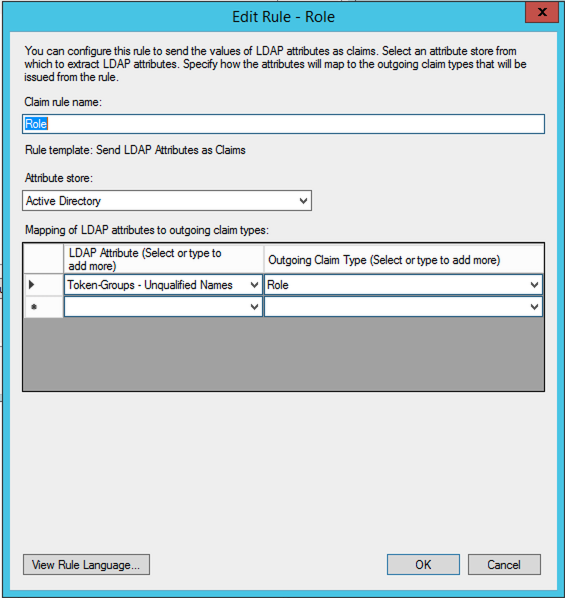 Edit Rule - Role
x
You can configure this rule to send the values of LDAP attributes as claims. Select an attribute store from
which to extract LDAP attributes. Specify how the attributes will map to the outgoing claim types that will be
issued from the rule.
Claim rule name:
Role
Rule template: Send LDAP Attributes as Claims
Attribute store:
Active Directory
Mapping of LDAP attributes to outgoing claim types:
LDAP Attribute (Select or type to
add more)
Outgoing Claim Type (Select or type to add more)
Token-Groups - Unqualified Names
Role
View Rule Language...
OK
Cancel